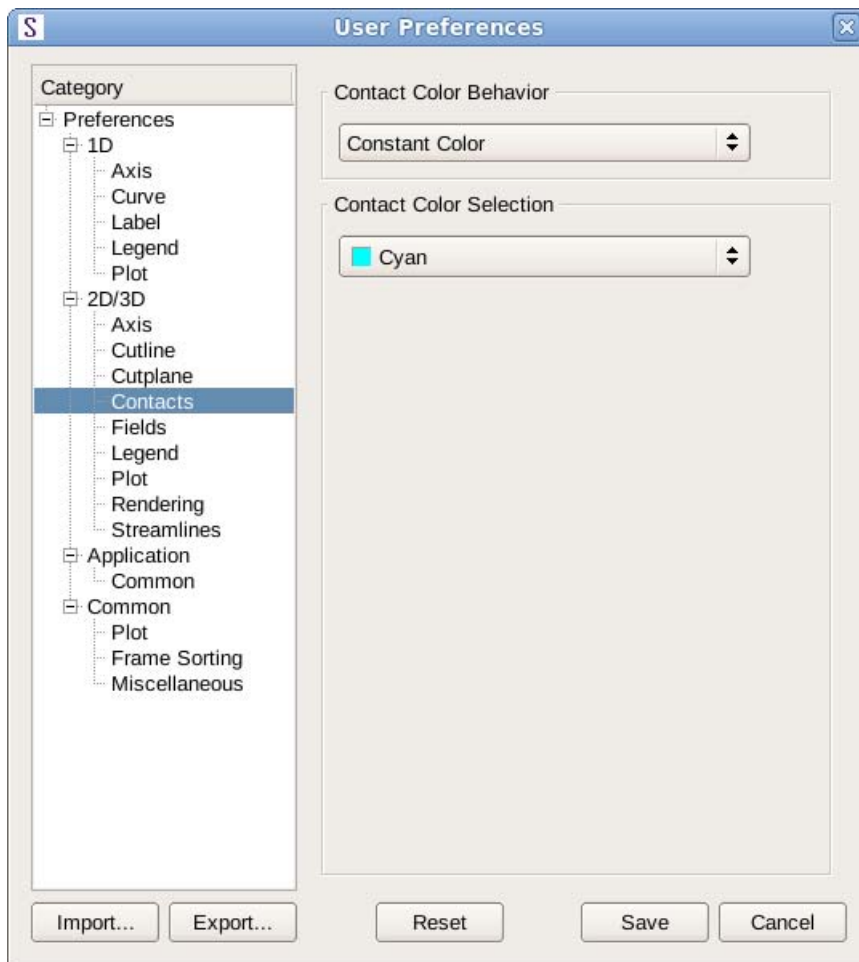 S User Preferences
Category
Preferences
1D
Axis
Curve
Label
Legend
Plot
2D/3D
Axis
Cutline
Cutplane
Contacts
Fields
Legend
Plot
Rendering
Streamlines
Application
Common
Common
Plot
Frame Sorting
Miscellaneous
Contact Color Behavior
Constant Color
Contact Color Selection
Cyan
Import... Export... Reset Save Cancel